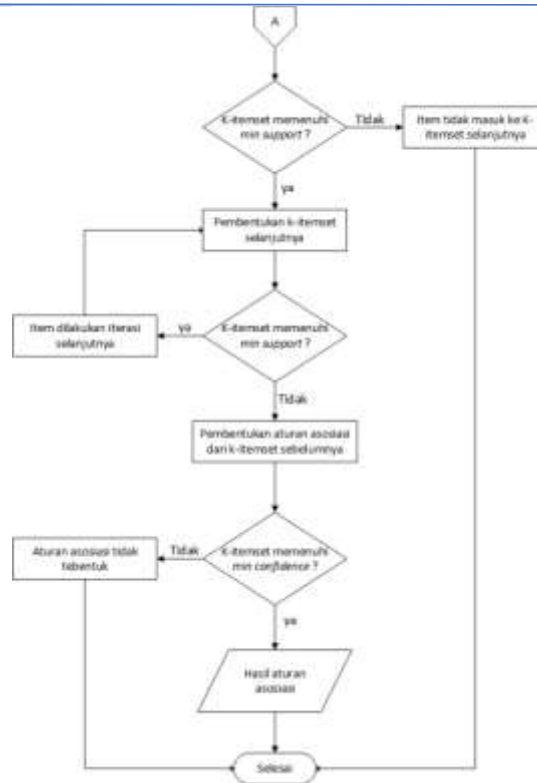 A
K-itemset memenuhi
min support ?
Tidak
Item tidak masuk ke K-
itemset selanjutnya
ya
Pembentukan k-itemset
selanjutnya
Item dilakukan iterasi
selanjutnya
ya
K-itemset memenuhi
min support ?
Tidak
Pembentukan aturan asosiasi
dari k-itemset sebelumnya
Aturan asosiasi tidak
tebentuk
Tidak
K-itemset memenuhi
min confidence ?
ya
Hasil aturan
asosiasi
Selesai